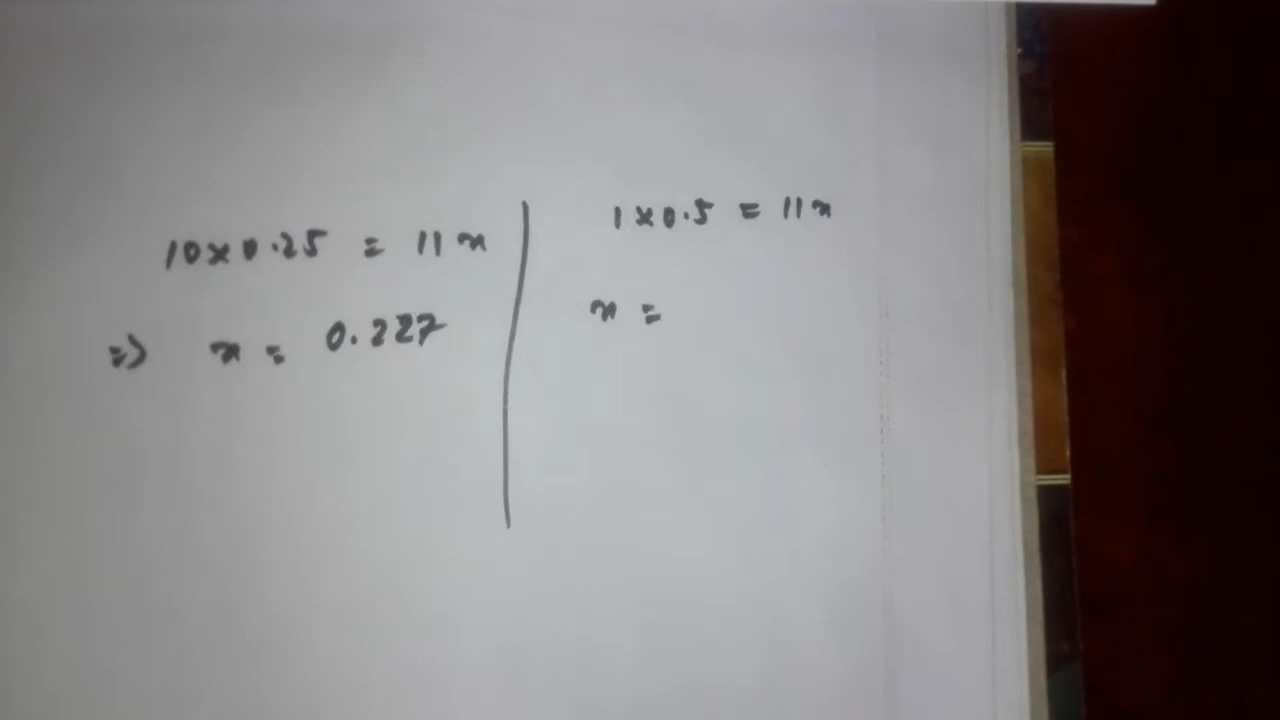 10×0.25 = 11x
=> x = 0.227
1×0.5 = 11x
x =